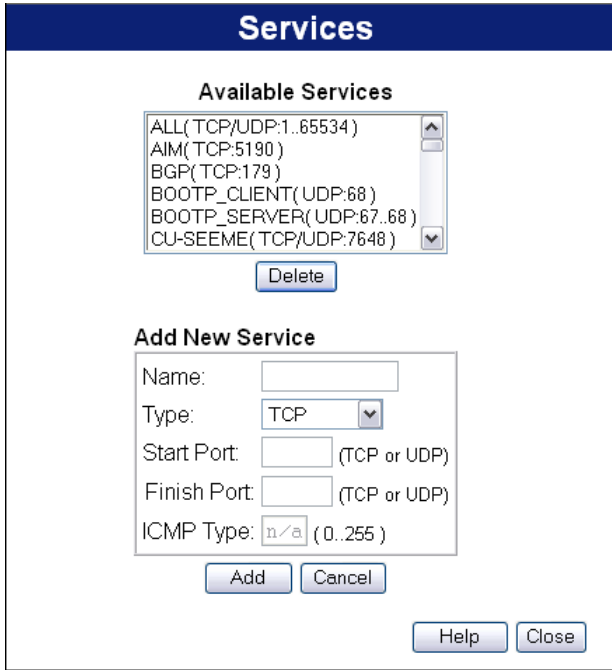 Services
Available Services
ALL( TCP/UDP:1..65534 )
AIM( TCP:5190 )
BGP( TCP:179 )
BOOTP_CLIENT( UDP:68 )
BOOTP_SERVER( UDP:67..68 )
CU-SEEME( TCP/UDP:7648 )
Delete
Add New Service
Name:
Type: TCP
Start Port: (TCP or UDP)
Finish Port: (TCP or UDP)
ICMP Type: n/a ( 0..255 )
Add Cancel
Help Close